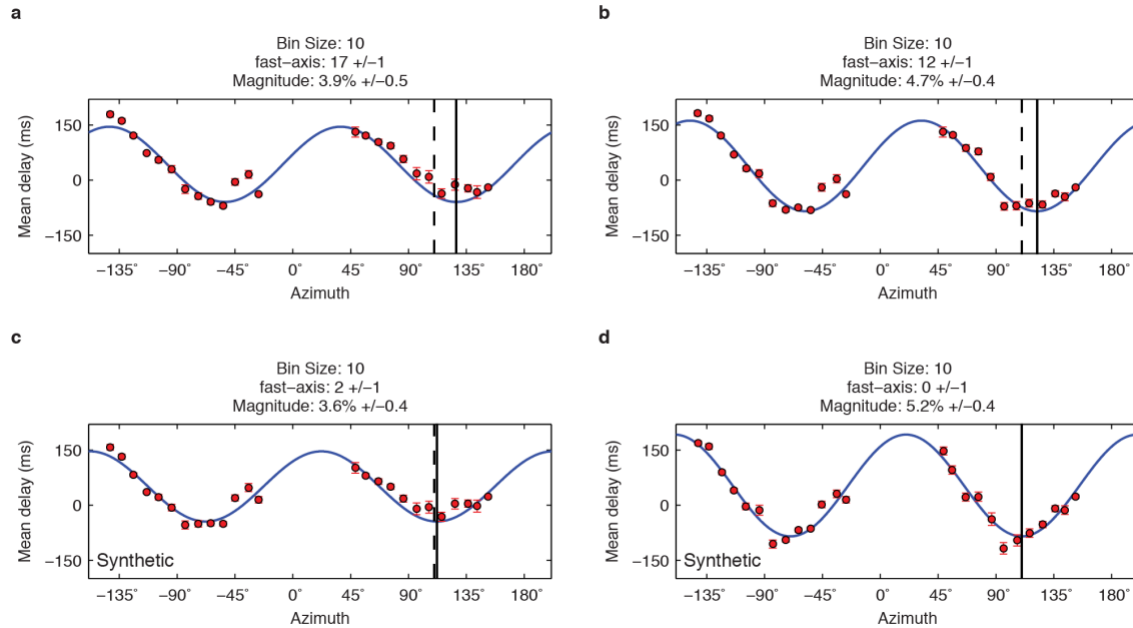 a
Bin Size: 10
fast−axis: 17 +/−1
Magnitude: 3.9% +/−0.5
Mean delay (ms)
150
0
−150
−135˚ −90˚ −45˚ 0˚ 45˚ 90˚ 135˚ 180˚
Azimuth
b
Bin Size: 10
fast−axis: 12 +/−1
Magnitude: 4.7% +/−0.4
Mean delay (ms)
150
0
−150
−135˚ −90˚ −45˚ 0˚ 45˚ 90˚ 135˚ 180˚
Azimuth
c
Bin Size: 10
fast−axis: 2 +/−1
Magnitude: 3.6% +/−0.4
Mean delay (ms)
150
0
−150
Synthetic
−135˚ −90˚ −45˚ 0˚ 45˚ 90˚ 135˚ 180˚
Azimuth
d
Bin Size: 10
fast−axis: 0 +/−1
Magnitude: 5.2% +/−0.4
Mean delay (ms)
150
0
−150
Synthetic
−135˚ −90˚ −45˚ 0˚ 45˚ 90˚ 135˚ 180˚
Azimuth